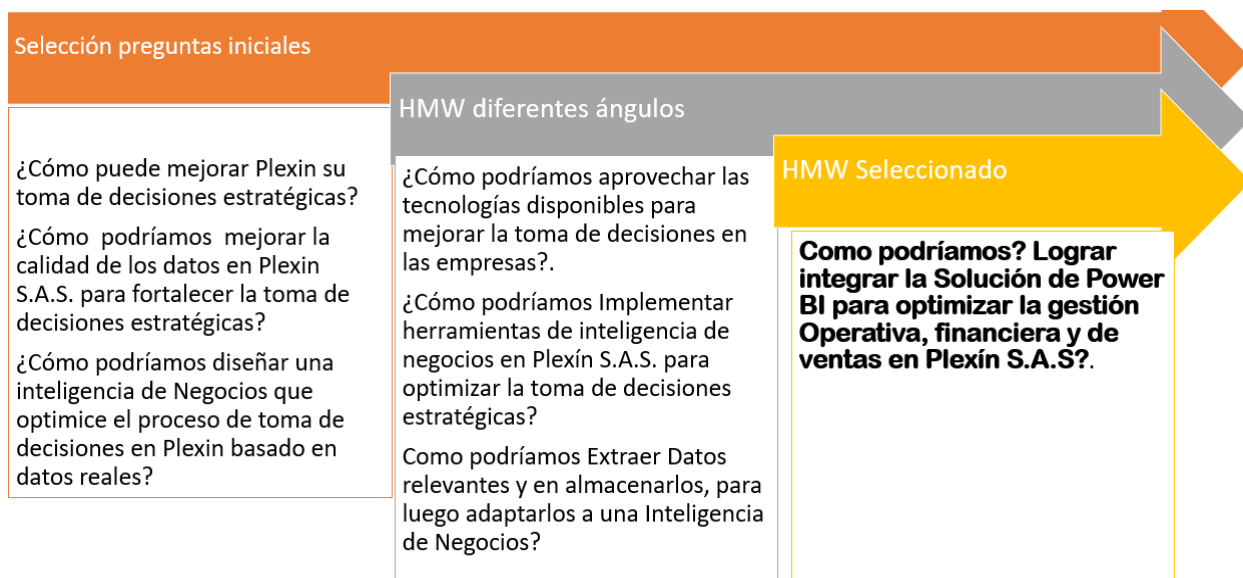 Selección preguntas iniciales
¿Cómo puede mejorar Plexin su
toma de decisiones estratégicas?
¿Cómo podríamos mejorar la
calidad de los datos en Plexin
S.A.S. para fortalecer la toma de
decisiones estratégicas?
¿Cómo podríamos diseñar una
inteligencia de Negocios que
optimice el proceso de toma de
decisiones en Plexin basado en
datos reales?
HMW diferentes ángulos
¿Cómo podríamos aprovechar las
tecnologías disponibles para
mejorar la toma de decisiones en
las empresas?.
¿Cómo podríamos Implementar
herramientas de inteligencia de
negocios en Plexín S.A.S. para
optimizar la toma de decisiones
estratégicas?
Como podríamos Extraer Datos
relevantes y en almacenarlos, para
luego adaptarlos a una Inteligencia
de Negocios?
HMW Seleccionado
Como podríamos? Lograr
integrar la Solución de Power
BI para optimizar la gestión
Operativa, financiera y de
ventas en Plexín S.A.S?.